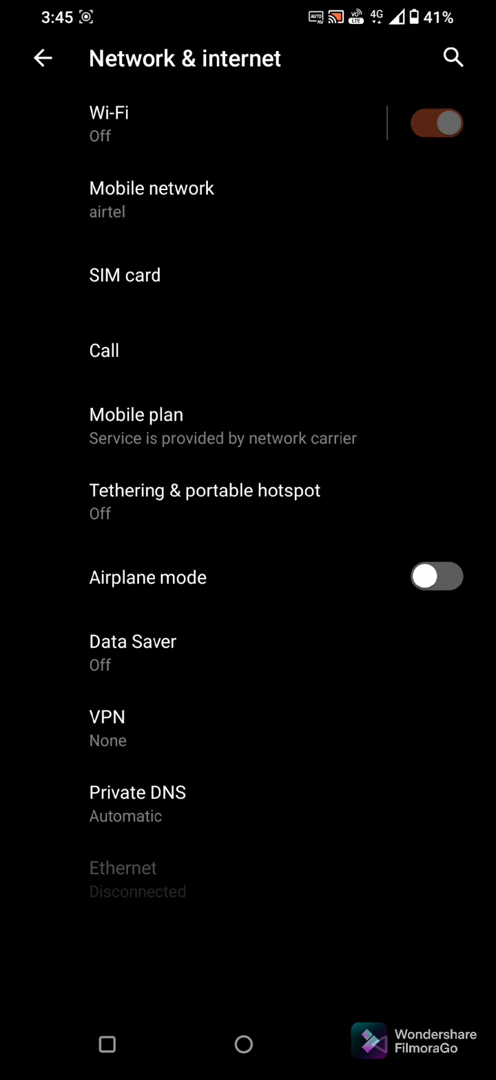 3:45 4G 41%
Network & internet
Wi-Fi
Off
Mobile network
airtel
SIM card
Call
Mobile plan
Service is provided by network carrier
Tethering & portable hotspot
Off
Airplane mode
Data Saver
Off
VPN
None
Private DNS
Automatic
Ethernet
Disconnected
Wondershare
FilmoraGo